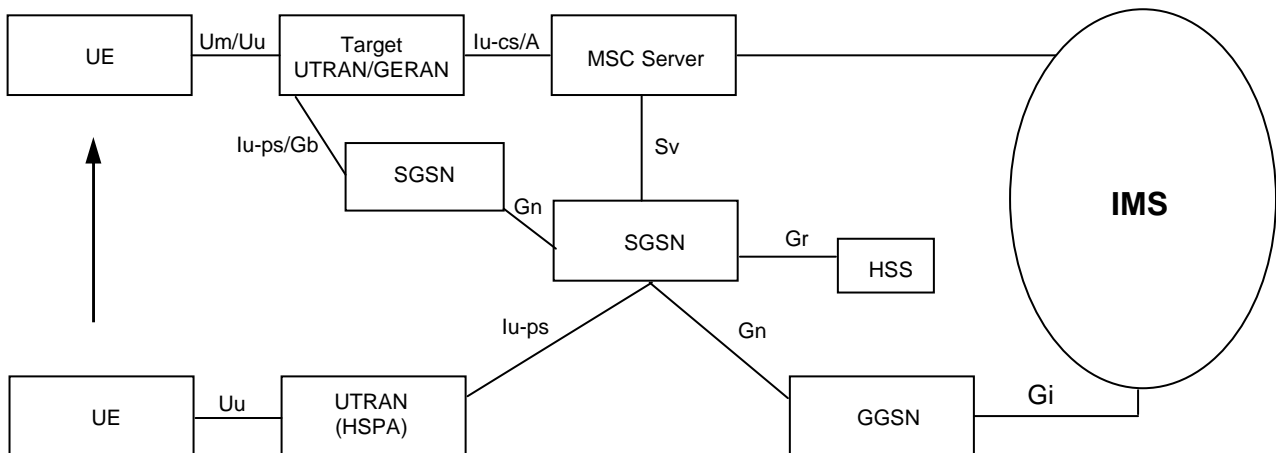 UE
Um/Uu
Target
UTRAN/GERAN
Iu-cs/A
MSC Server
Iu-ps/Gb
SGSN
Sv
Gn
SGSN
Gr
HSS
IMS
Iu-ps
Gn
UE
Uu
UTRAN
(HSPA)
GGSN
Gi